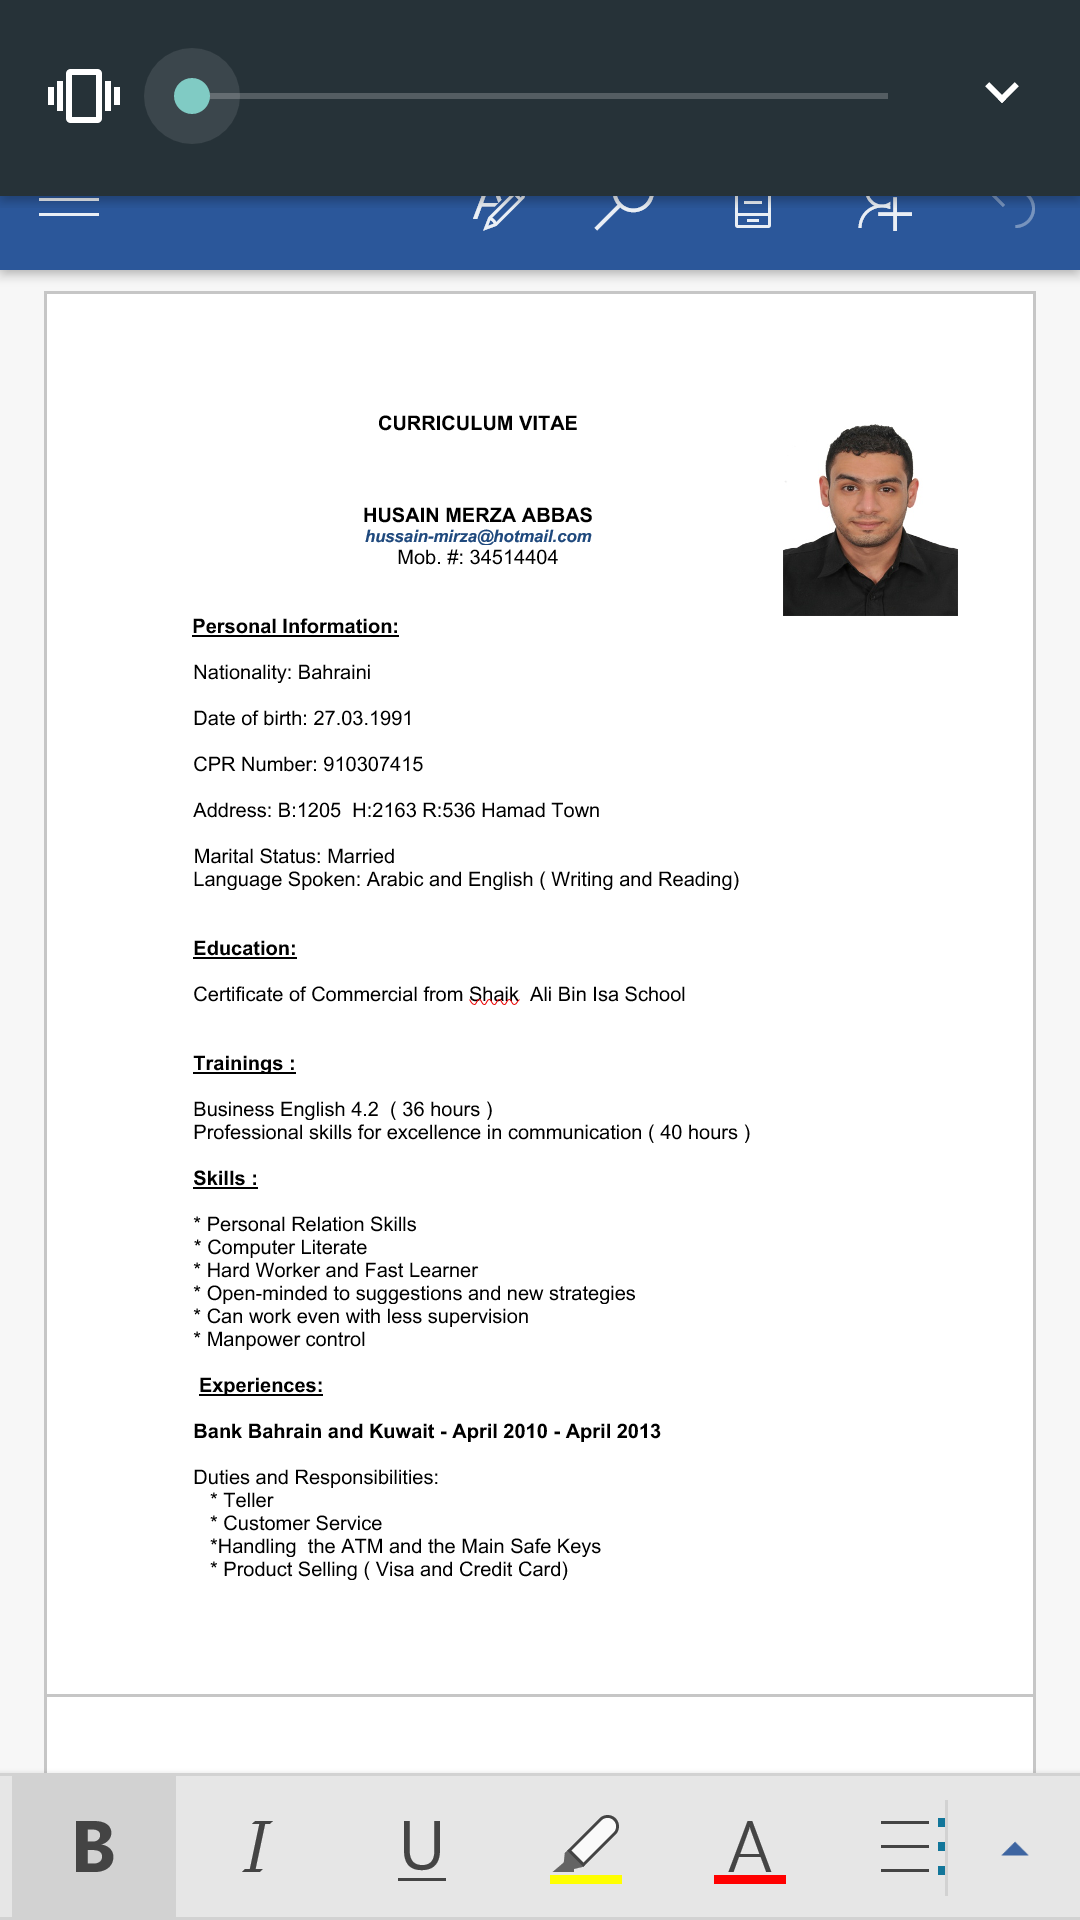 CURRICULUM VITAE
HUSAIN MERZA ABBAS
hussain-mirza@hotmail.com
Mob. #: 34514404
Personal Information:
Nationality: Bahraini
Date of birth: 27.03.1991
CPR Number: 910307415
Address: B:1205  H:2163 R:536 Hamad Town
Marital Status: Married
Language Spoken: Arabic and English ( Writing and Reading)
Education:
Certificate of Commercial from Shaik  Ali Bin Isa School
Trainings :
Business English 4.2  ( 36 hours )
Professional skills for excellence in communication ( 40 hours )
Skills :
* Personal Relation Skills
* Computer Literate
* Hard Worker and Fast Learner
* Open-minded to suggestions and new strategies
* Can work even with less supervision
* Manpower control
Experiences:
Bank Bahrain and Kuwait - April 2010 - April 2013
Duties and Responsibilities:
* Teller
* Customer Service
*Handling  the ATM and the Main Safe Keys
* Product Selling ( Visa and Credit Card)
B I U A